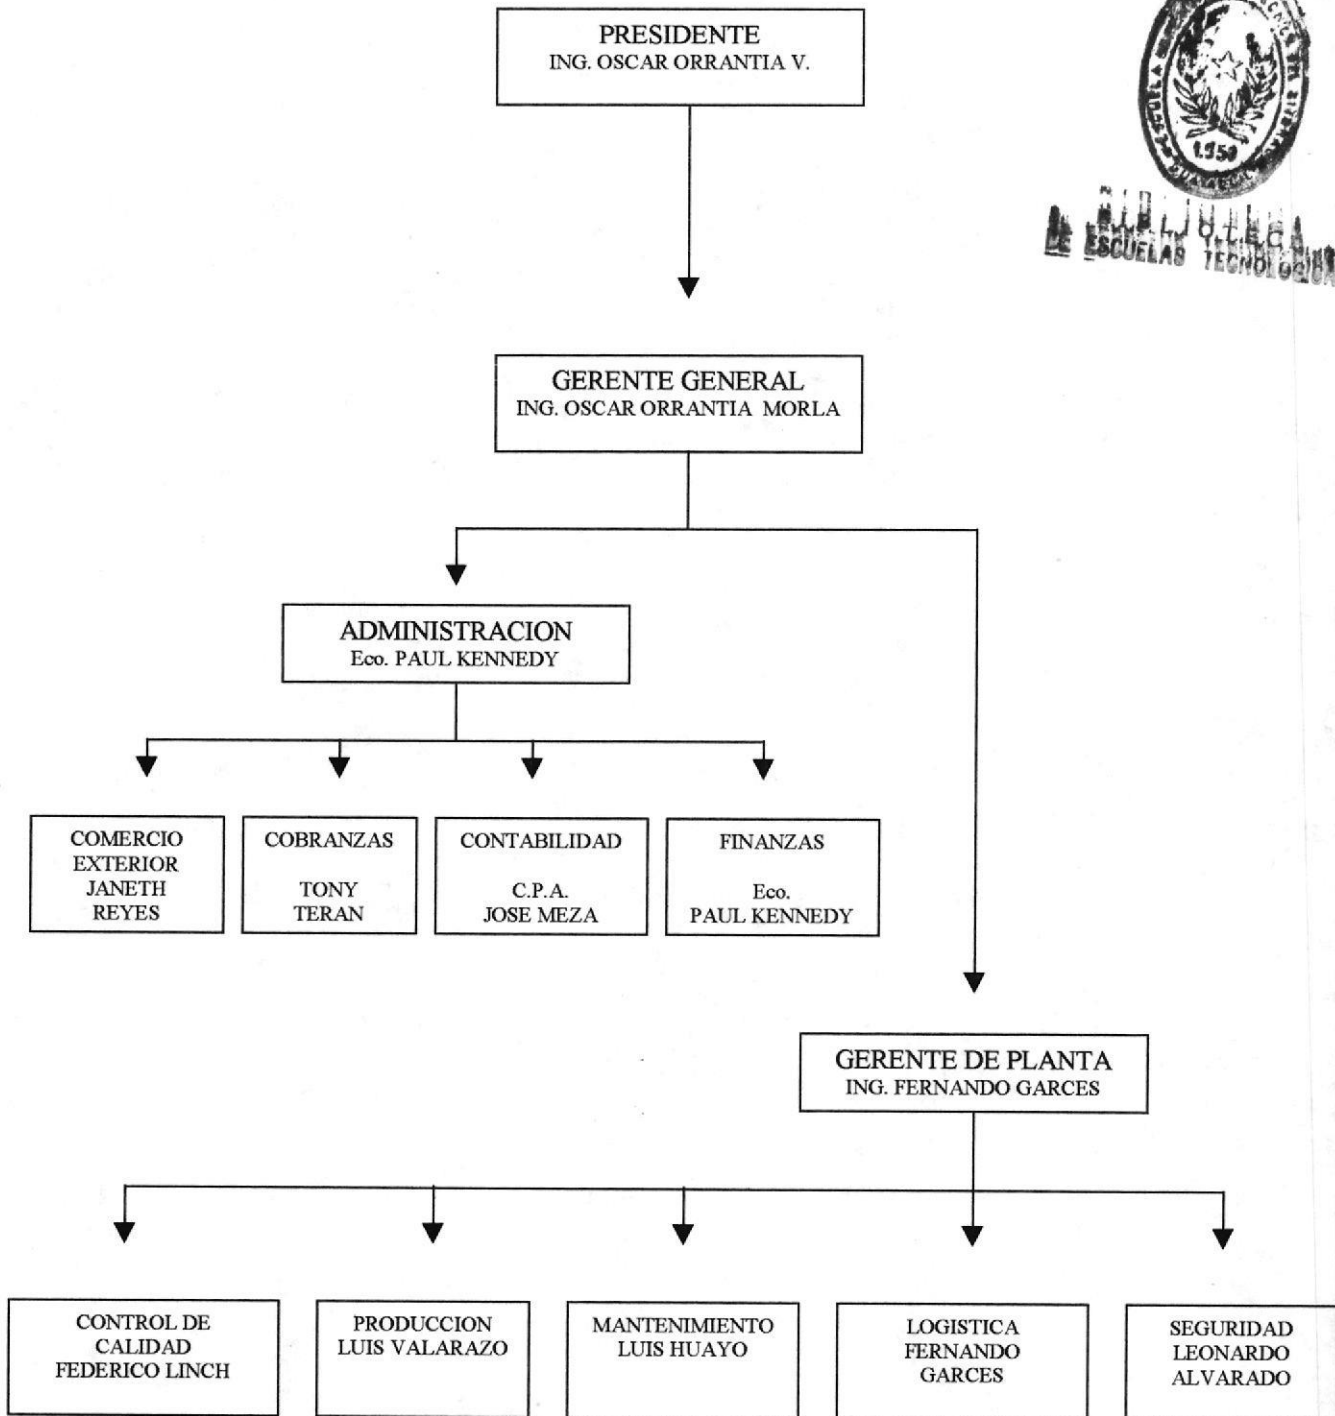 PRESIDENTE
ING. OSCAR ORRANTIA V.
1950
DE ESCUELAS
GERENTE GENERAL
ING. OSCAR ORRANTIA MORLA
ADMINISTRACION
Eco. PAUL KENNEDY
COMERCIO
EXTERIOR
JANETH
REYES
COBRANZAS
TONY
TERAN
CONTABILIDAD
C.P.A.
JOSE MEZA
FINANZAS
Eco.
PAUL KENNEDY
GERENTE DE PLANTA
ING. FERNANDO GARCES
CONTROL DE
CALIDAD
FEDERICO LINCH
PRODUCCION
LUIS VALARAZO
MANTENIMIENTO
LUIS HUAYO
LOGISTICA
FERNANDO
GARCES
SEGURIDAD
LEONARDO
ALVARADO